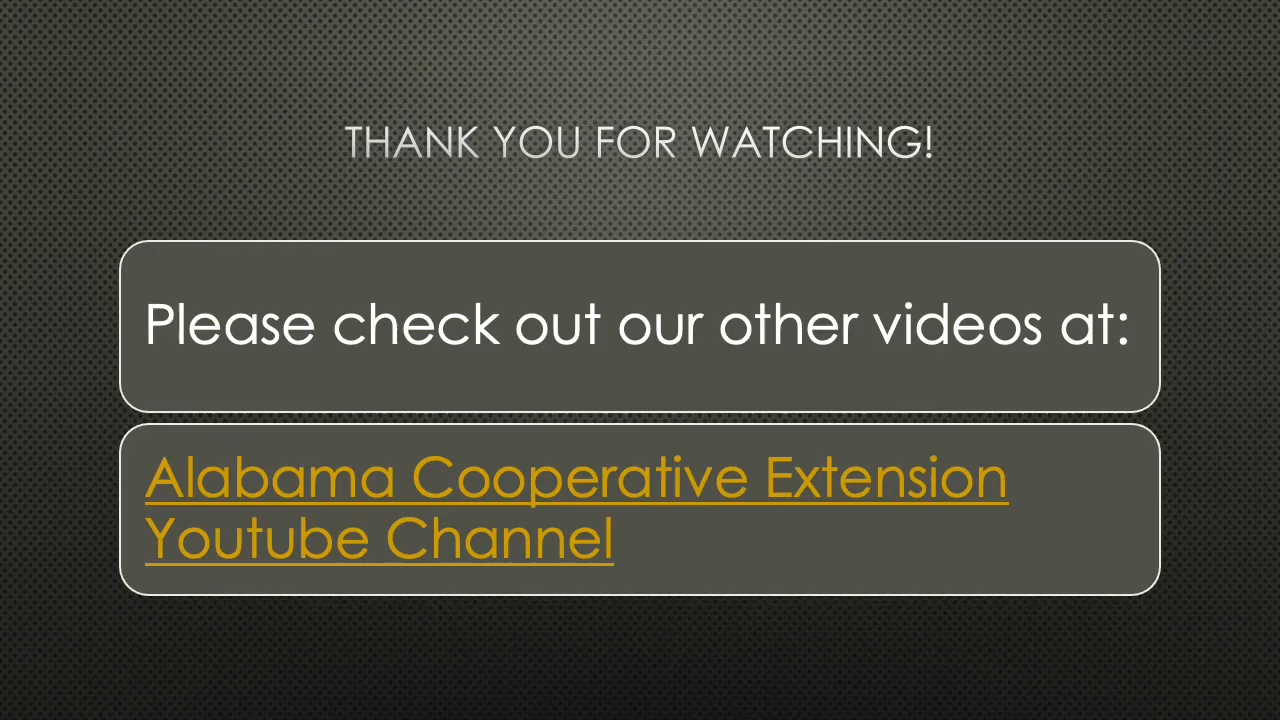 THANK YOU FOR WATCHING!
Please check out our other videos at:
Alabama Cooperative Extension
Youtube Channel